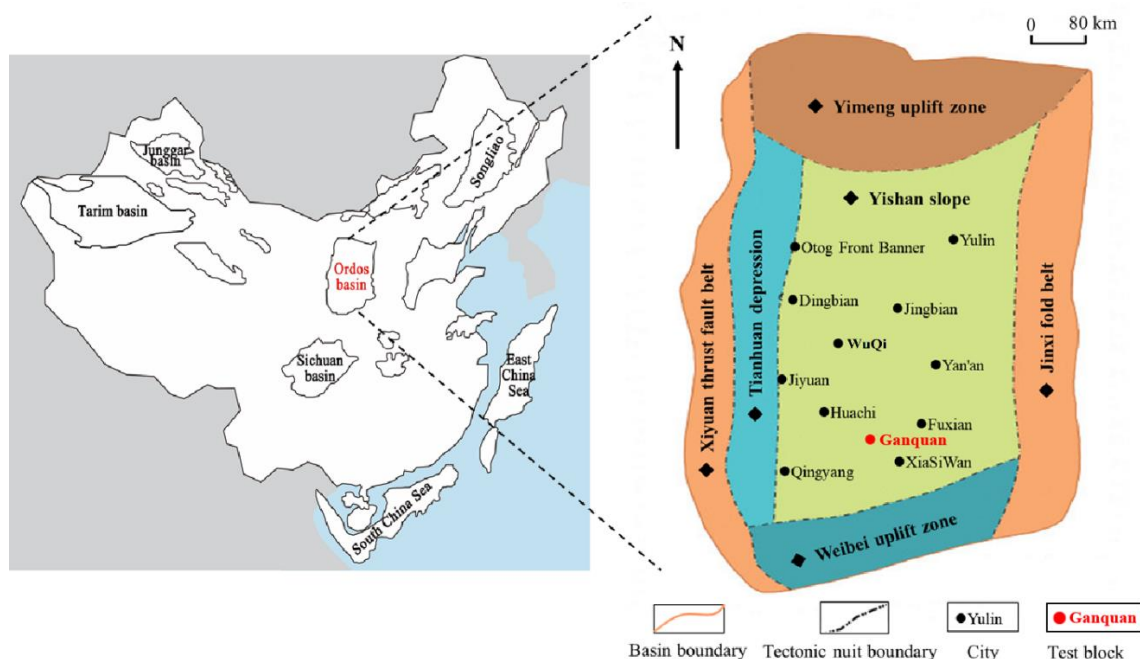 Junggar
basin
Tarim basin
Songliao
Ordos
basin
Sichuan
basin
East
China
Sea
South China Sea
0 80 km
N
Yimeng uplift zone
Yishan slope
Otog Front Banner
Yulin
Dingbian
Jingbian
WuQi
Yan'an
Jiyuan
Huachi
Fuxian
Ganquan
XiaSiWan
Qingyang
Xiyuan thrust fault belt
Tianhuan depression
Jinxi fold belt
Weibei uplift zone
Yulin
Ganquan
Basin boundary
Tectonic nuit boundary
City
Test block